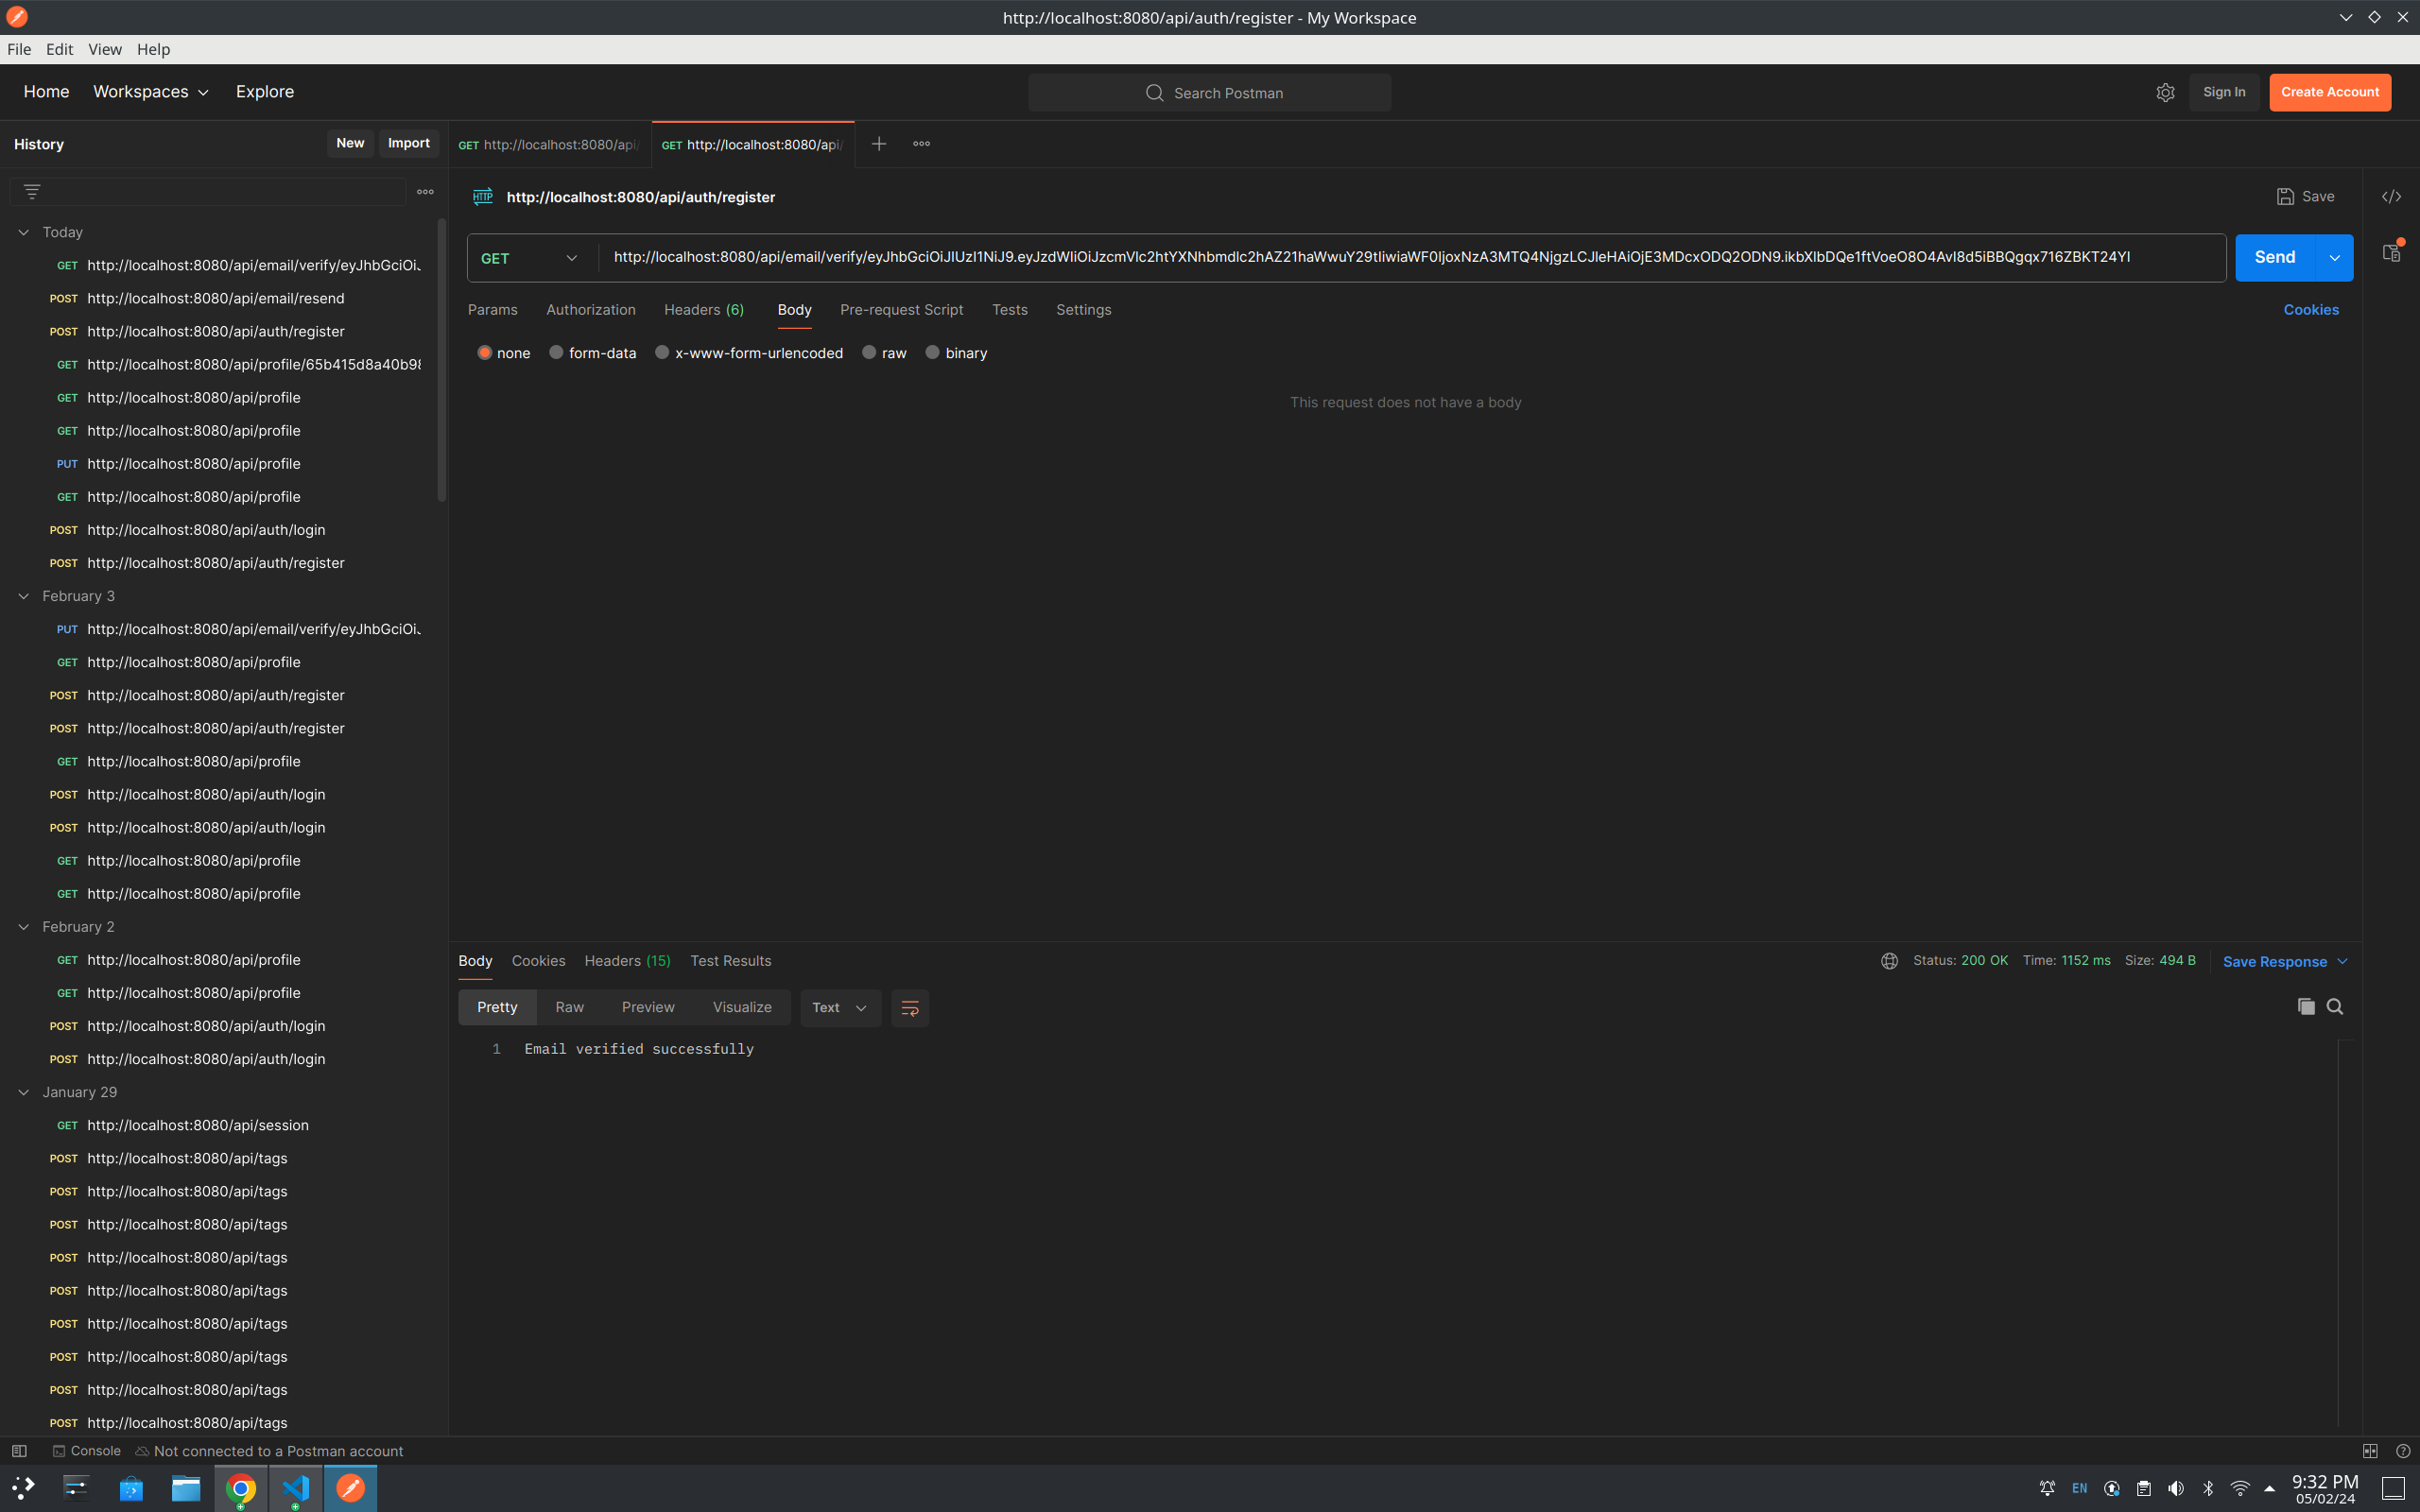 http://localhost:8080/api/auth/register - My Workspace
File Edit View Help
Home Workspaces Explore
Search Postman
Sign In
Create Account
History
New
Import
GET http://localhost:8080/api/
GET http://localhost:8080/api/
HTTP http://localhost:8080/api/auth/register
Save
Today
GET http://localhost:8080/api/email/verify/eyJhbGciOiJ
POST http://localhost:8080/api/email/resend
POST http://localhost:8080/api/auth/register
GET http://localhost:8080/api/profile/65b415d8a40b98
GET http://localhost:8080/api/profile
GET http://localhost:8080/api/profile
PUT http://localhost:8080/api/profile
GET http://localhost:8080/api/profile
POST http://localhost:8080/api/auth/login
POST http://localhost:8080/api/auth/register
February 3
PUT http://localhost:8080/api/email/verify/eyJhbGciOiJ
GET http://localhost:8080/api/profile
POST http://localhost:8080/api/auth/register
POST http://localhost:8080/api/auth/register
GET http://localhost:8080/api/profile
POST http://localhost:8080/api/auth/login
POST http://localhost:8080/api/auth/login
GET http://localhost:8080/api/profile
GET http://localhost:8080/api/profile
February 2
GET http://localhost:8080/api/profile
GET http://localhost:8080/api/profile
POST http://localhost:8080/api/auth/login
POST http://localhost:8080/api/auth/login
January 29
GET http://localhost:8080/api/session
POST http://localhost:8080/api/tags
POST http://localhost:8080/api/tags
POST http://localhost:8080/api/tags
POST http://localhost:8080/api/tags
POST http://localhost:8080/api/tags
POST http://localhost:8080/api/tags
POST http://localhost:8080/api/tags
POST http://localhost:8080/api/tags
POST http://localhost:8080/api/tags
GET
Send
Params Authorization Headers (6) Body Pre-request Script Tests Settings
Cookies
none form-data x-www-form-urlencoded raw binary
This request does not have a body
Body Cookies Headers (15) Test Results
Status: 200 OK Time: 1152 ms Size: 494 B
Save Response
Pretty Raw Preview Visualize
Text
1 Email verified successfully
Console
Not connected to a Postman account
EN
9:32 PM
05/02/24